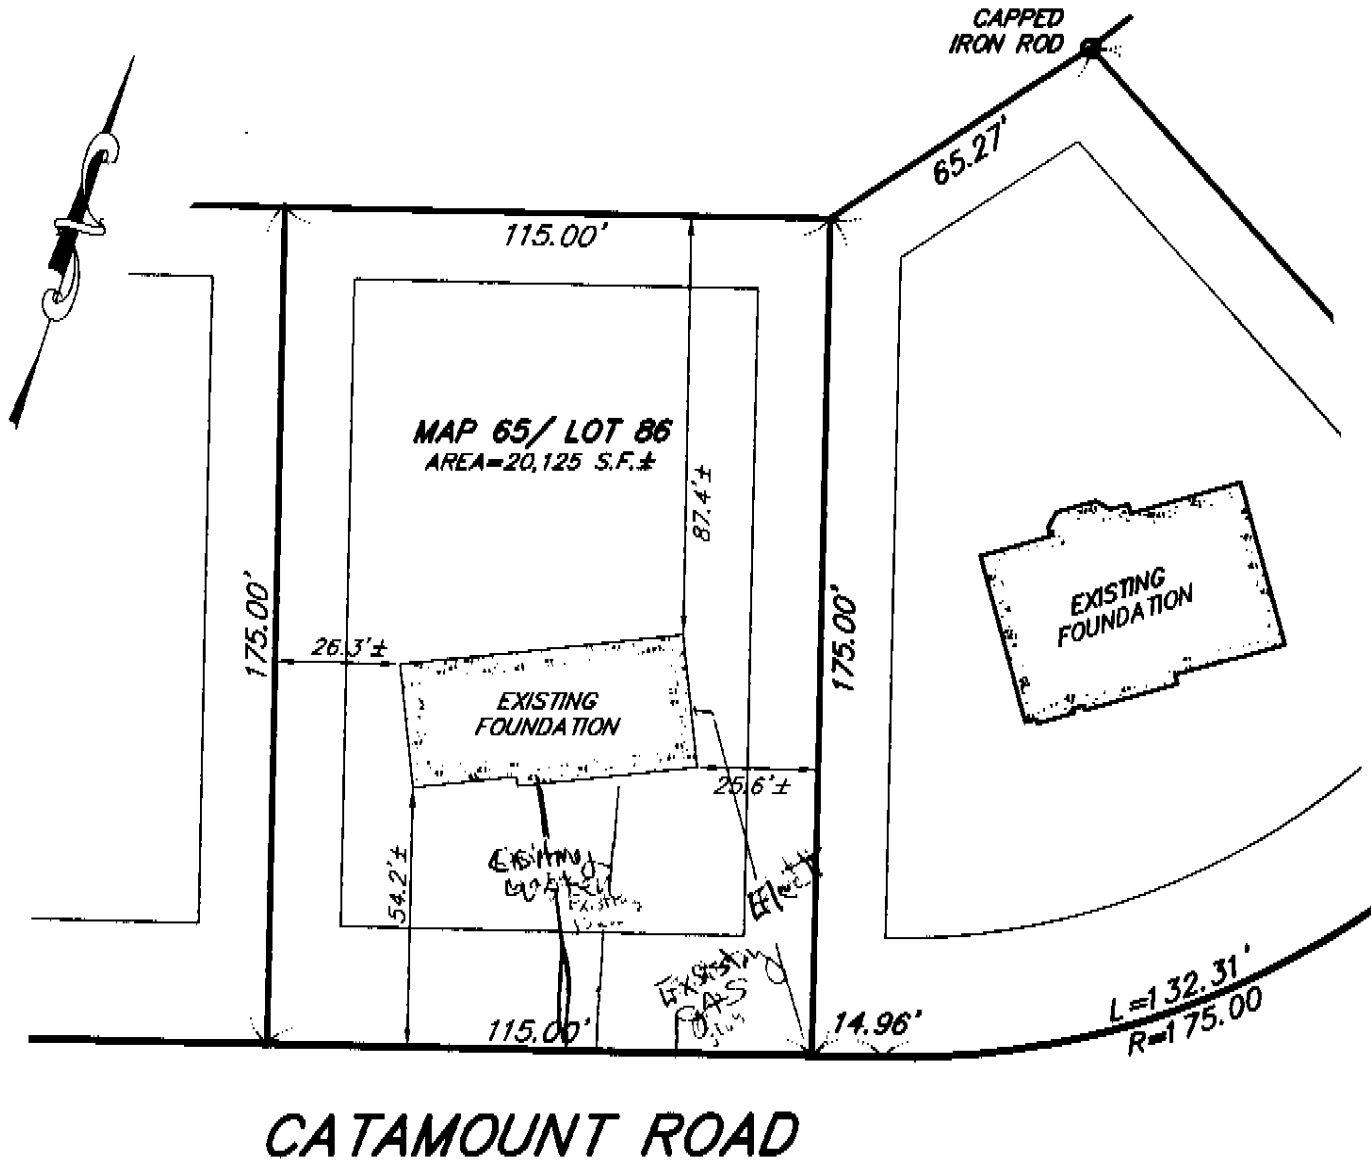 CAPPED
IRON ROD
65.27'
115.00'
MAP 65/ LOT 86
AREA=20,125 S.F.±
87.4'±
175.00'
26.3'±
175.00'
EXISTING
FOUNDATION
EXISTING
FOUNDATION
25.6'±
54.2'±
Existing
Existing
Elect
Existing
GAS
115.00'
14.96'
L=132.31'
R=175.00
CATAMOUNT ROAD